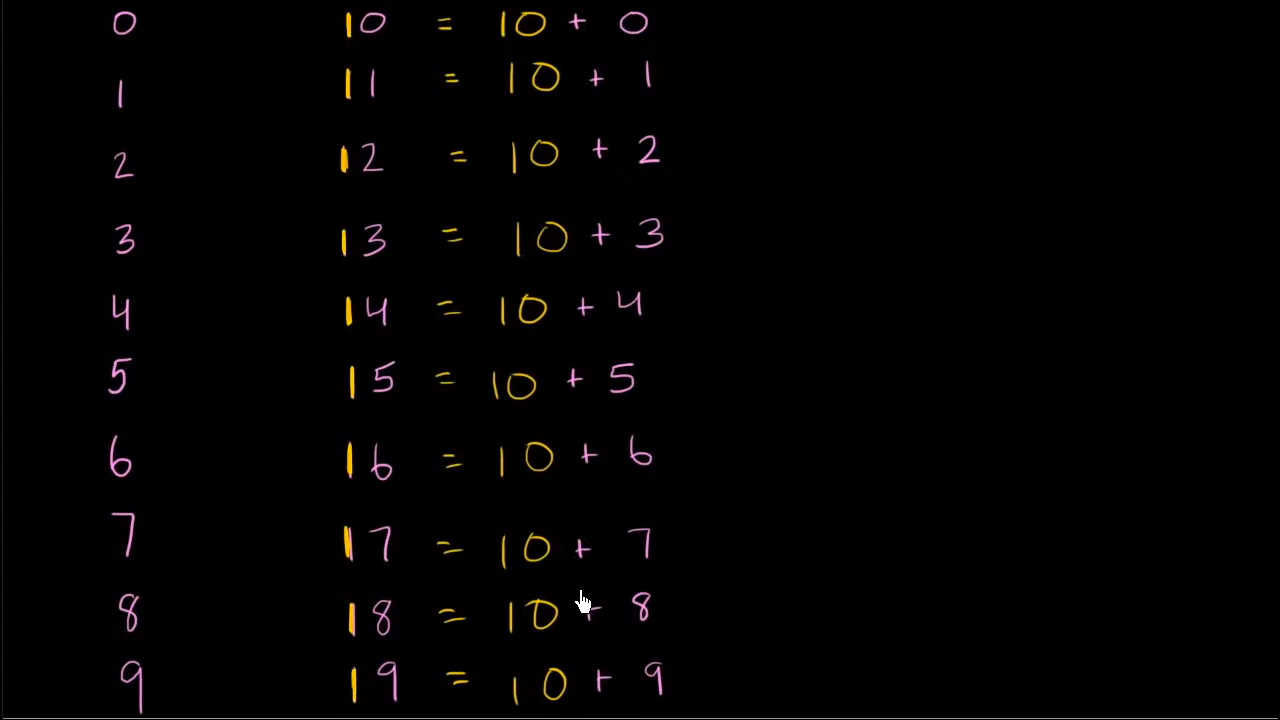 0 10 = 10 + 0
1 11 = 10 + 1
2 12 = 10 + 2
3 13 = 10 + 3
4 14 = 10 + 4
5 15 = 10 + 5
6 16 = 10 + 6
7 17 = 10 + 7
8 18 = 10 + 8
9 19 = 10 + 9